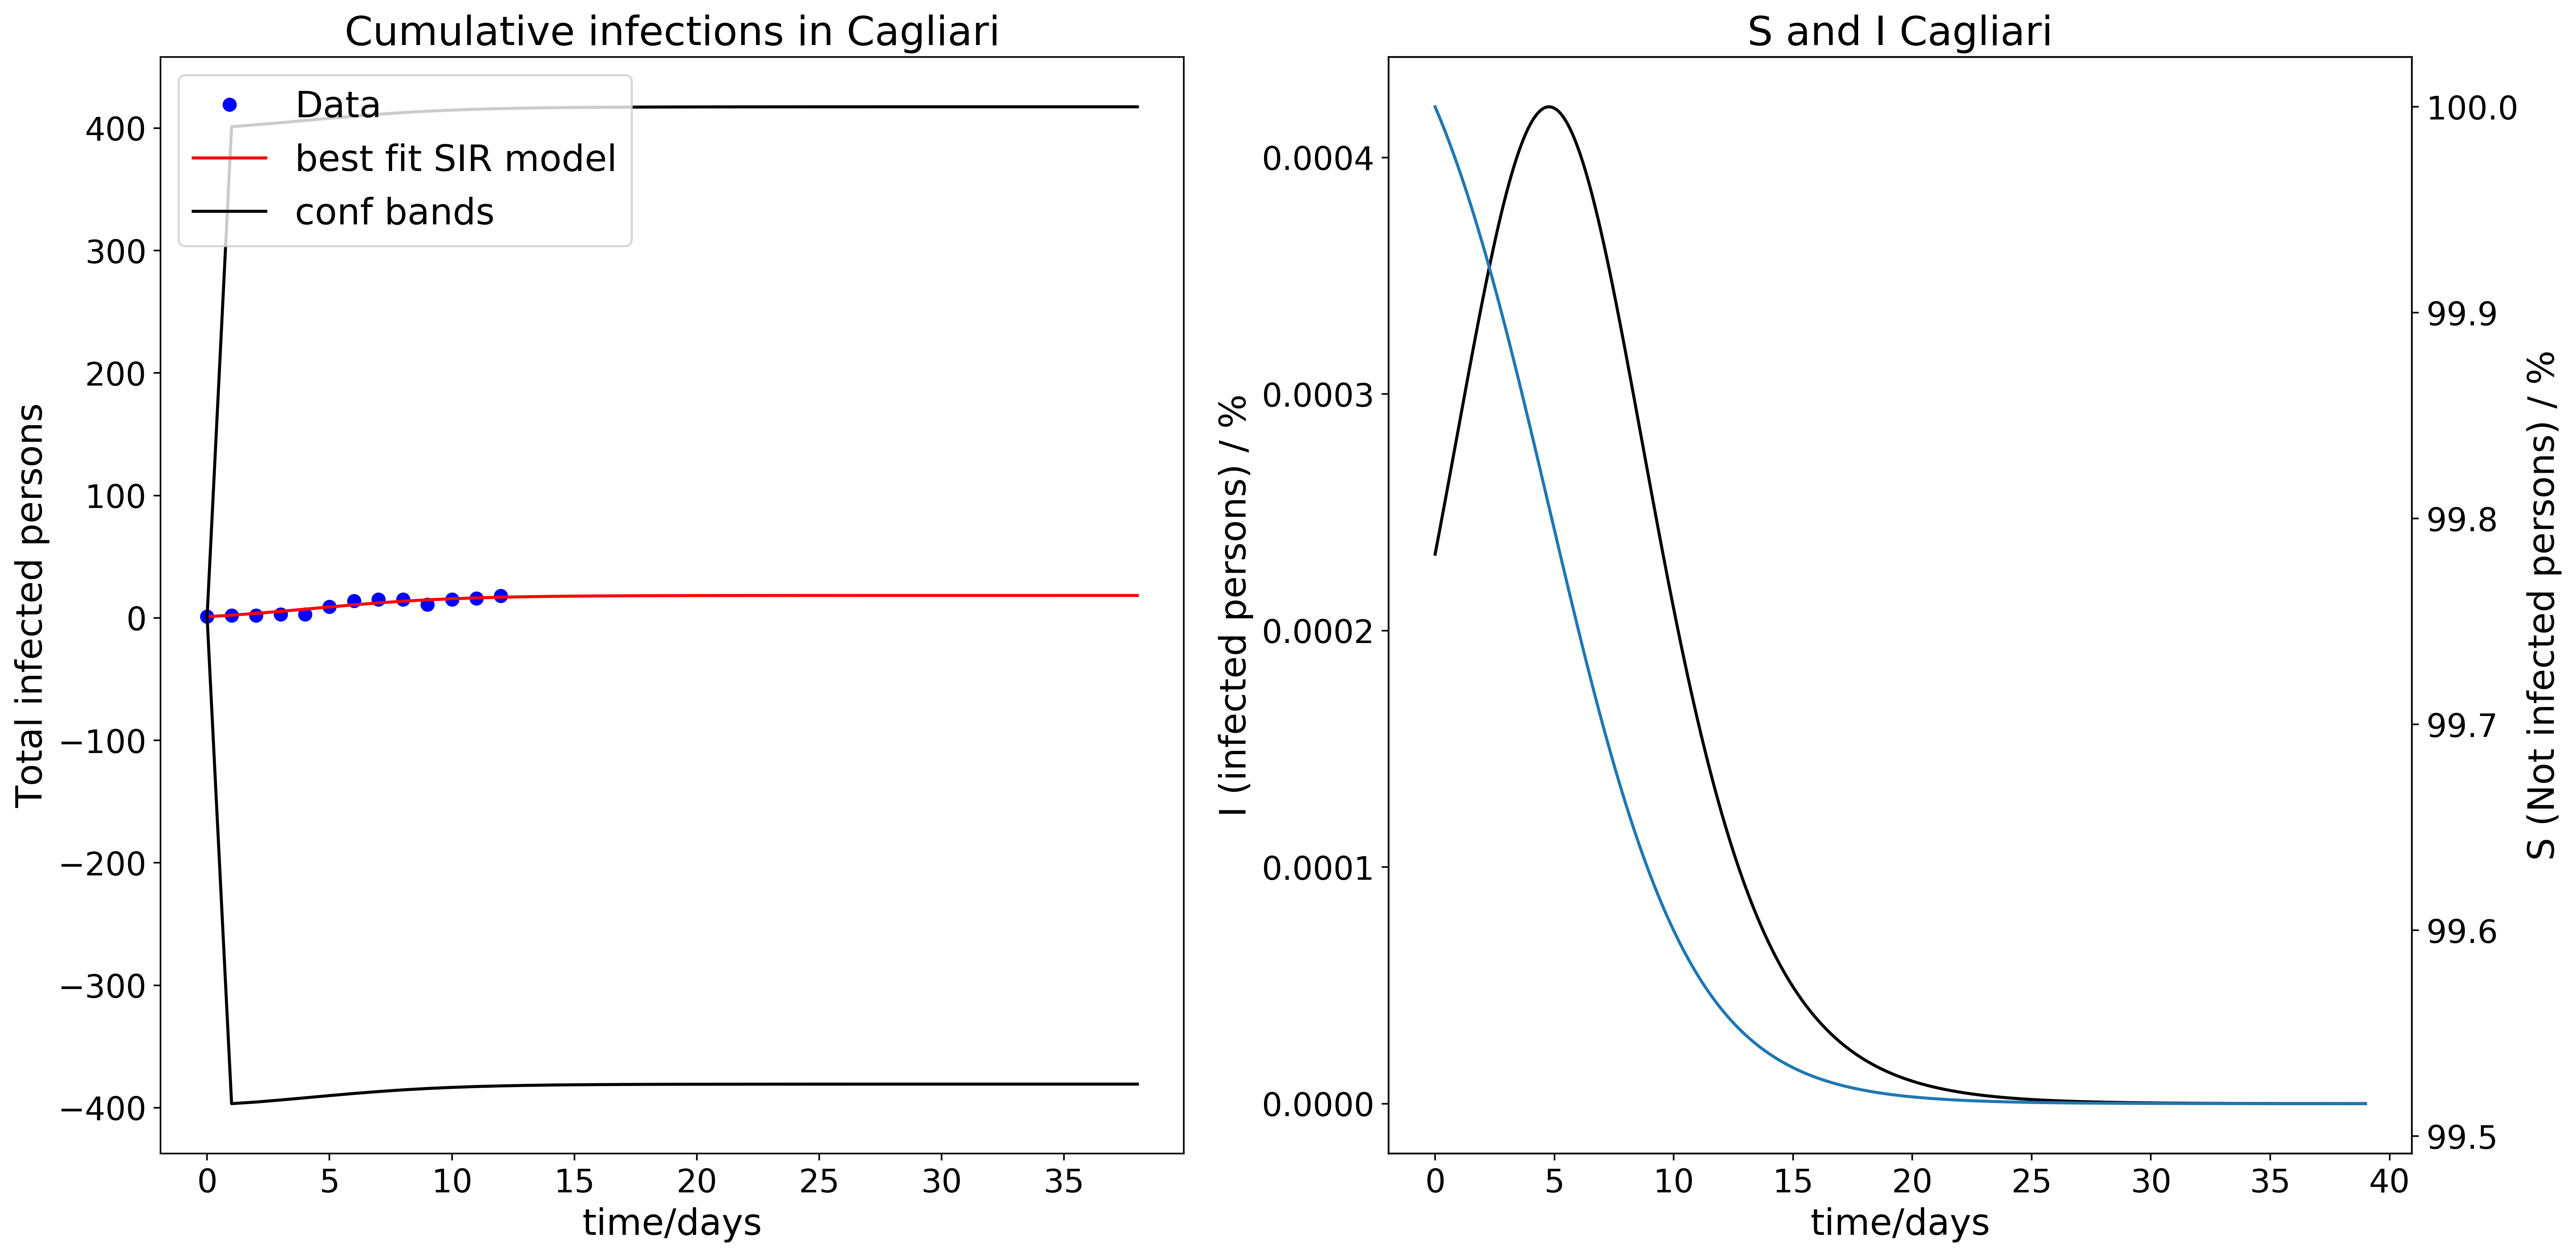 Cumulative infections in Cagliari
Data
best fit SIR model
conf bands
400
300
200
100
0
−100
−200
−300
−400
Total infected persons
0 5 10 15 20 25 30 35
time/days
S and I Cagliari
0.0004
0.0003
0.0002
0.0001
0.0000
I (infected persons) / %
100.0
99.9
99.8
99.7
99.6
99.5
S (Not infected persons) / %
0 5 10 15 20 25 30 35 40
time/days